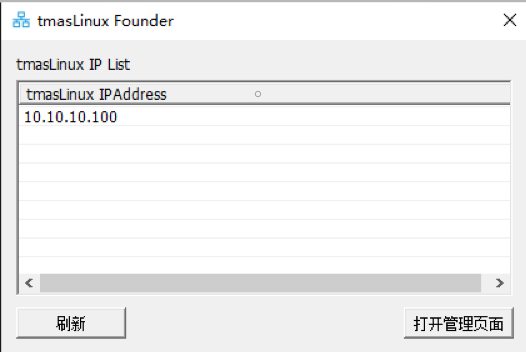 tmasLinux Founder
tmasLinux IP List
tmasLinux IPAddress
10.10.10.100
刷新
打开管理页面